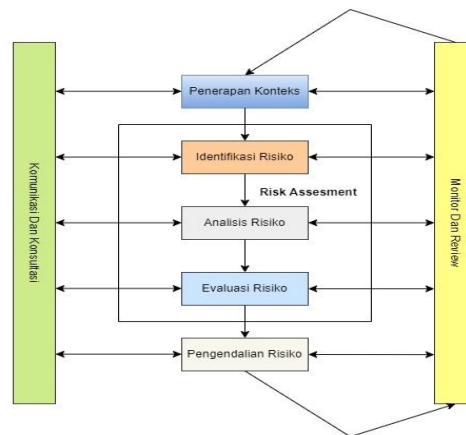 Penerapan Konteks
Identifikasi Risiko
Risk Assesment
Analisis Risiko
Evaluasi Risiko
Pengendalian Risiko
Komunikasi Dan Konsultasi
Monitor Dan Review